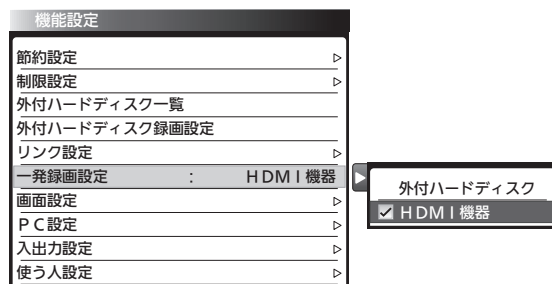 機能設定
節約設定
制限設定
外付ハードディスク一覧
外付ハードディスク録画設定
リンク設定
一発録画設定 : HDMI機器
画面設定
PC設定
入出力設定
使う人設定
外付ハードディスク
HDMI機器